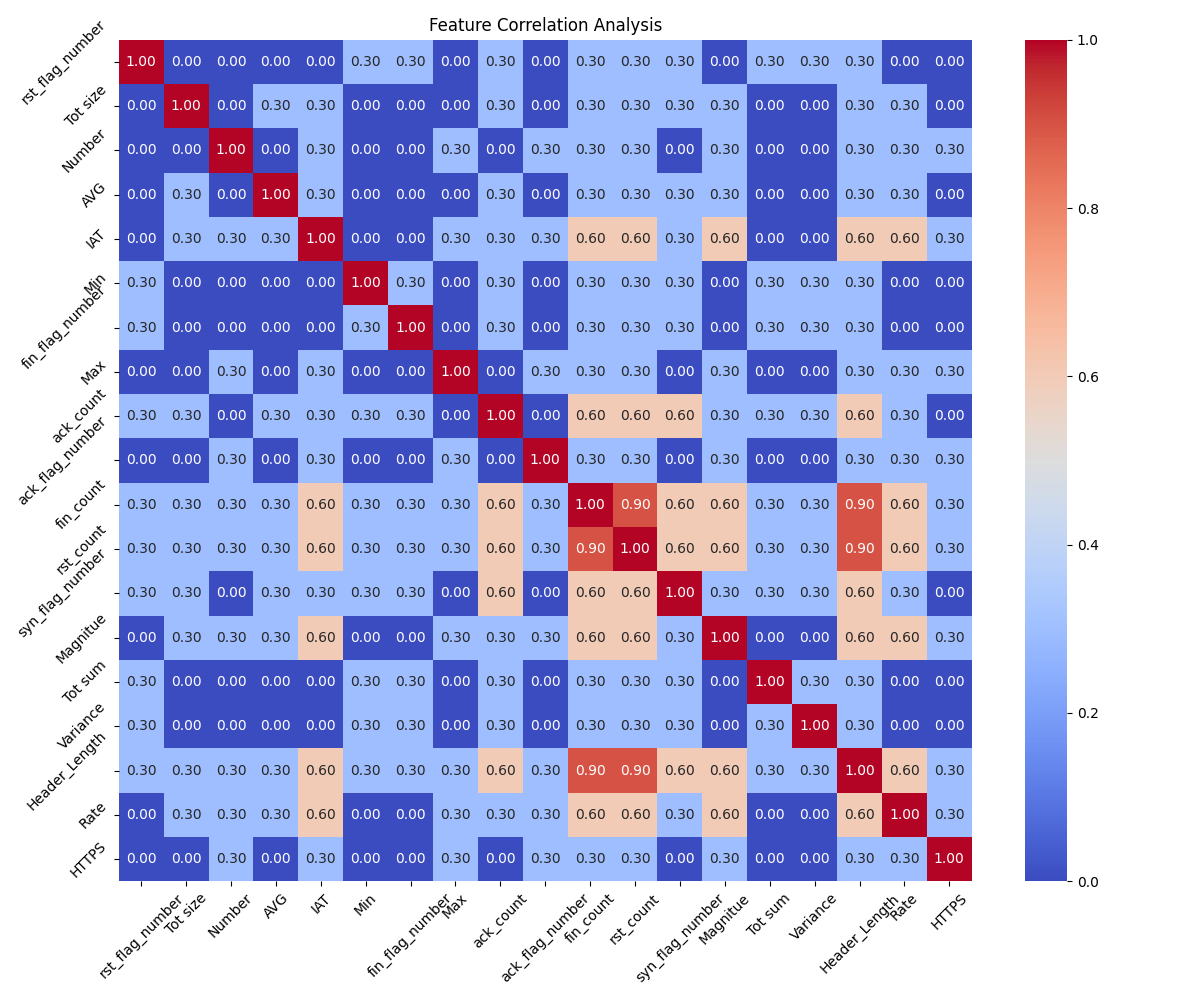 Feature Correlation Analysis
rst_flag_number 1.00 0.00 0.00 0.00 0.00 0.30 0.30 0.00 0.30 0.00 0.30 0.30 0.30 0.00 0.30 0.30 0.30 0.00 0.00
Tot size 0.00 1.00 0.00 0.30 0.30 0.00 0.00 0.00 0.30 0.00 0.30 0.30 0.30 0.30 0.00 0.00 0.30 0.30 0.00
Number 0.00 0.00 1.00 0.00 0.30 0.00 0.00 0.30 0.00 0.30 0.30 0.30 0.00 0.30 0.00 0.00 0.30 0.30 0.30
AVG 0.00 0.30 0.00 1.00 0.30 0.00 0.00 0.00 0.30 0.00 0.30 0.30 0.30 0.30 0.00 0.00 0.30 0.30 0.00
IAT 0.00 0.30 0.30 0.30 1.00 0.00 0.00 0.30 0.30 0.30 0.60 0.60 0.30 0.60 0.00 0.00 0.60 0.60 0.30
Min 0.30 0.00 0.00 0.00 0.00 1.00 0.30 0.00 0.30 0.00 0.30 0.30 0.30 0.00 0.30 0.30 0.30 0.00 0.00
fin_flag_number 0.30 0.00 0.00 0.00 0.00 0.30 1.00 0.00 0.30 0.00 0.30 0.30 0.30 0.00 0.30 0.30 0.30 0.00 0.00
Max 0.00 0.00 0.30 0.00 0.30 0.00 0.00 1.00 0.00 0.30 0.30 0.30 0.00 0.30 0.00 0.00 0.30 0.30 0.30
ack_count 0.30 0.30 0.00 0.30 0.30 0.30 0.30 0.00 1.00 0.00 0.60 0.60 0.60 0.30 0.30 0.30 0.60 0.30 0.00
ack_flag_number 0.00 0.00 0.30 0.00 0.30 0.00 0.00 0.30 0.00 1.00 0.30 0.30 0.00 0.30 0.00 0.00 0.30 0.30 0.30
fin_count 0.30 0.30 0.30 0.30 0.60 0.30 0.30 0.30 0.60 0.30 1.00 0.90 0.60 0.60 0.30 0.30 0.90 0.60 0.30
rst_count 0.30 0.30 0.30 0.30 0.60 0.30 0.30 0.30 0.60 0.30 0.90 1.00 0.60 0.60 0.30 0.30 0.90 0.60 0.30
syn_flag_number 0.30 0.30 0.00 0.30 0.30 0.30 0.30 0.00 0.60 0.00 0.60 0.60 1.00 0.30 0.30 0.30 0.60 0.30 0.00
Magnitue 0.00 0.30 0.30 0.30 0.60 0.00 0.00 0.30 0.30 0.30 0.60 0.60 0.30 1.00 0.00 0.00 0.60 0.60 0.30
Tot sum 0.30 0.00 0.00 0.00 0.00 0.30 0.30 0.00 0.30 0.00 0.30 0.30 0.30 0.00 1.00 0.30 0.30 0.00 0.00
Variance 0.30 0.00 0.00 0.00 0.00 0.30 0.30 0.00 0.30 0.00 0.30 0.30 0.30 0.00 0.30 1.00 0.30 0.00 0.00
Header_Length 0.30 0.30 0.30 0.30 0.60 0.30 0.30 0.30 0.60 0.30 0.90 0.90 0.60 0.60 0.30 0.30 1.00 0.60 0.30
Rate 0.00 0.30 0.30 0.30 0.60 0.00 0.00 0.30 0.30 0.30 0.60 0.60 0.30 0.60 0.00 0.00 0.60 1.00 0.30
HTTPS 0.00 0.00 0.30 0.00 0.30 0.00 0.00 0.30 0.00 0.30 0.30 0.30 0.00 0.30 0.00 0.00 0.30 0.30 1.00
rst_flag_number Tot size Number AVG IAT Min fin_flag_number Max ack_count ack_flag_number fin_count rst_count syn_flag_number Magnitue Tot sum Variance Header_Length Rate HTTPS
1.0
0.8
0.6
0.4
0.2
0.0